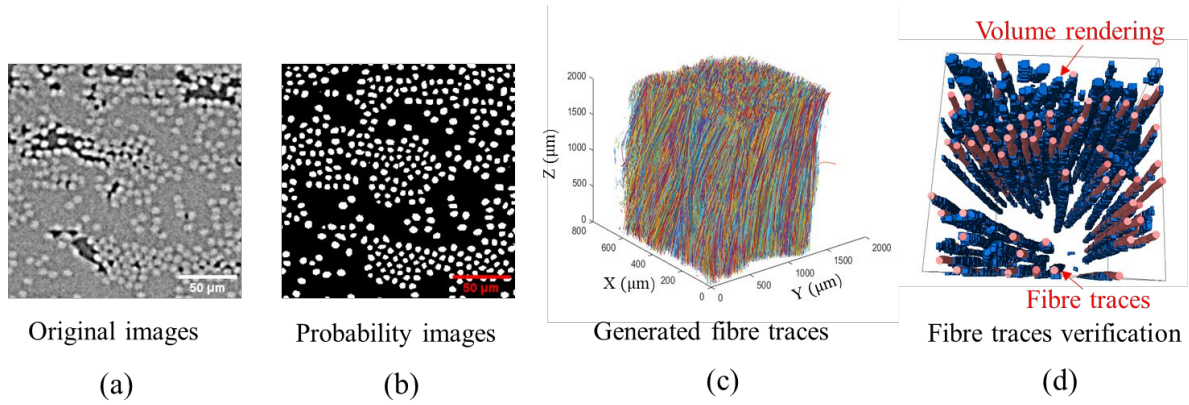 50 μm
Original images
(a)
50 μm
Probability images
(b)
Z (μm)
2000
1500
1000
500
0
800
600
400
200
0
X (μm)
0
500
1000
1500
2000
Y (μm)
Generated fibre traces
(c)
Volume rendering
Fibre traces
Fibre traces verification
(d)